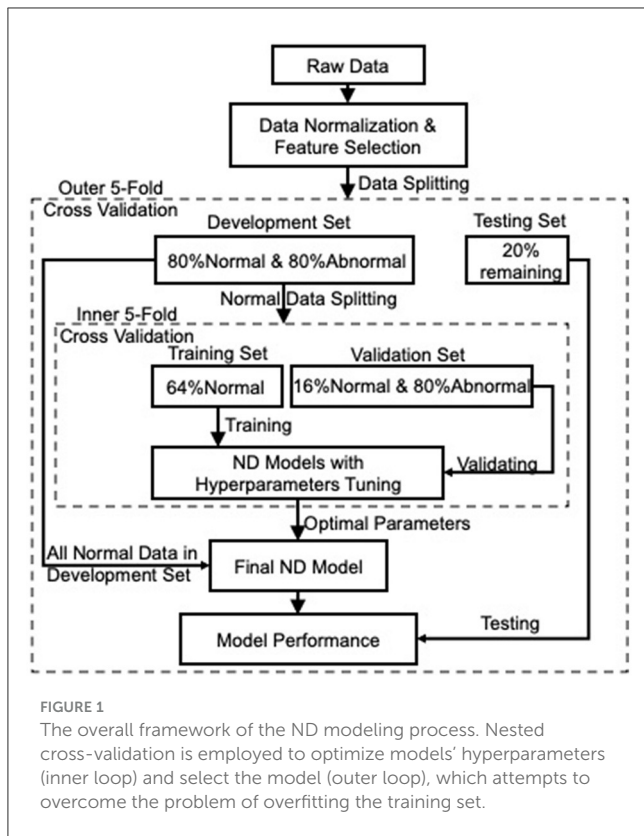 Raw Data
Data Normalization &
Feature Selection
Data Splitting
Outer 5-Fold
Cross Validation
Development Set
80%Normal & 80%Abnormal
Testing Set
20%
remaining
Normal Data Splitting
Inner 5-Fold
Cross Validation
Training Set
64%Normal
Validation Set
16%Normal & 80%Abnormal
Training
ND Models with
Hyperparameters Tuning
Validating
Optimal Parameters
All Normal Data in
Development Set
Final ND Model
Model Performance
Testing
FIGURE 1
The overall framework of the ND modeling process. Nested
cross-validation is employed to optimize models' hyperparameters
(inner loop) and select the model (outer loop), which attempts to
overcome the problem of overfitting the training set.